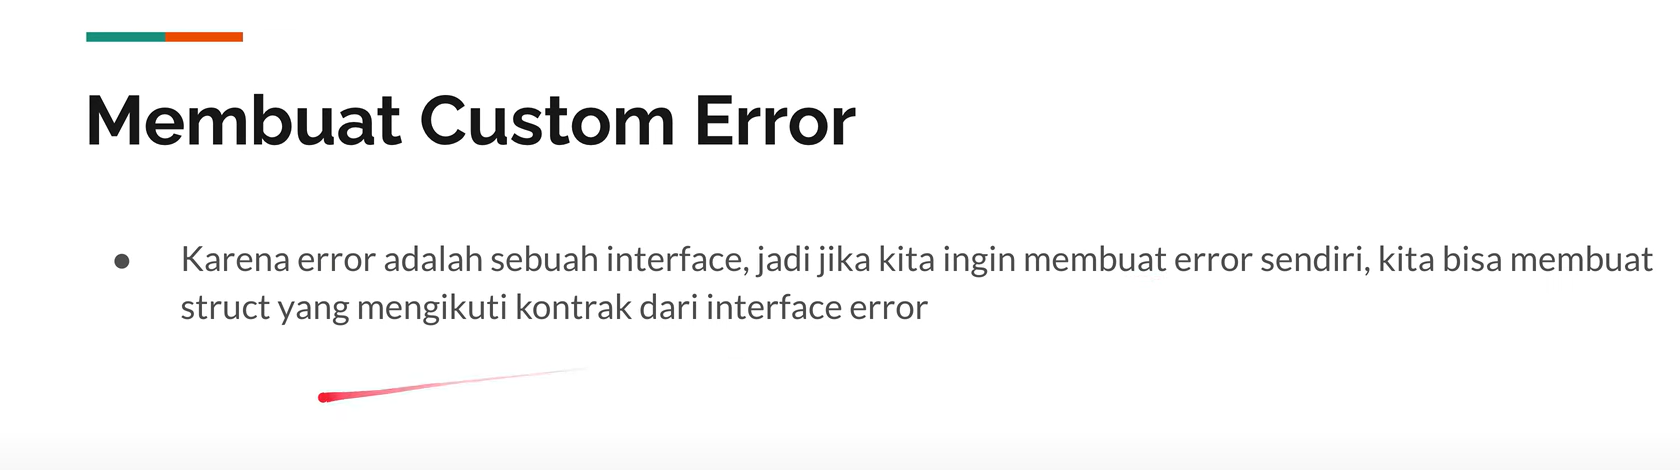 Membuat Custom Error
● Karena error adalah sebuah interface, jadi jika kita ingin membuat error sendiri, kita bisa membuat
struct yang mengikuti kontrak dari interface error